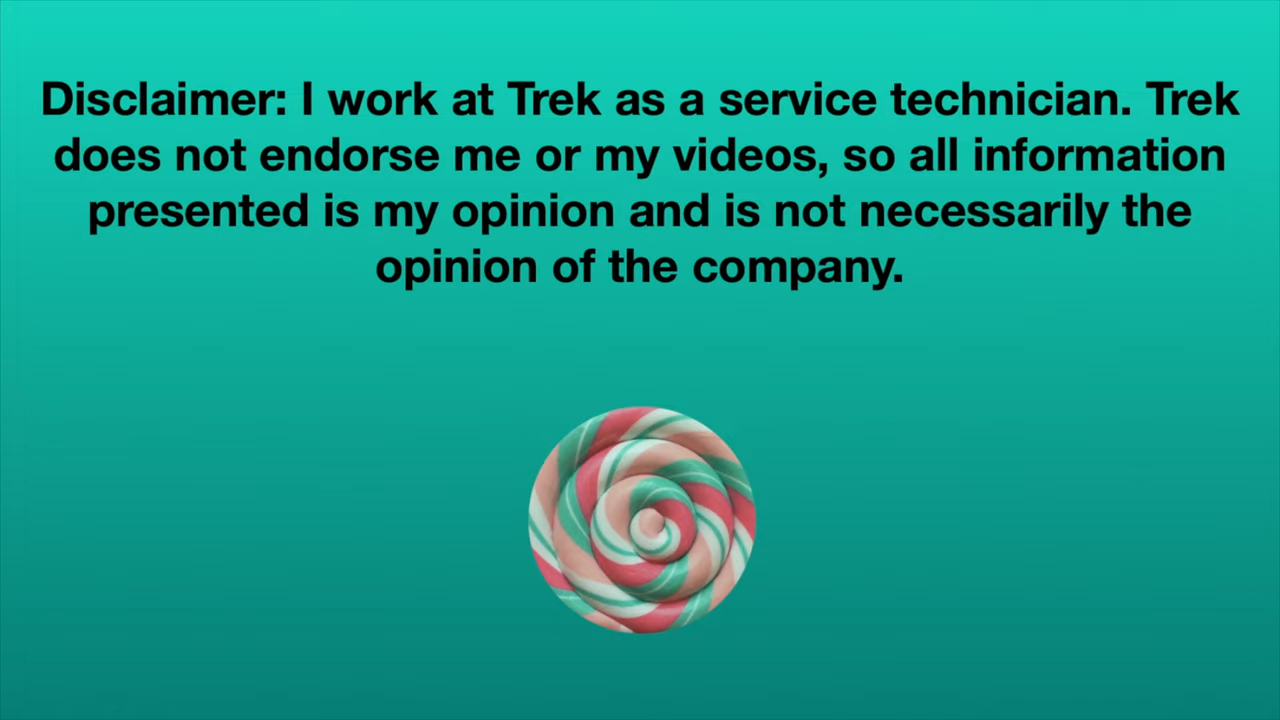 Disclaimer: I work at Trek as a service technician. Trek
does not endorse me or my videos, so all information
presented is my opinion and is not necessarily the
opinion of the company.